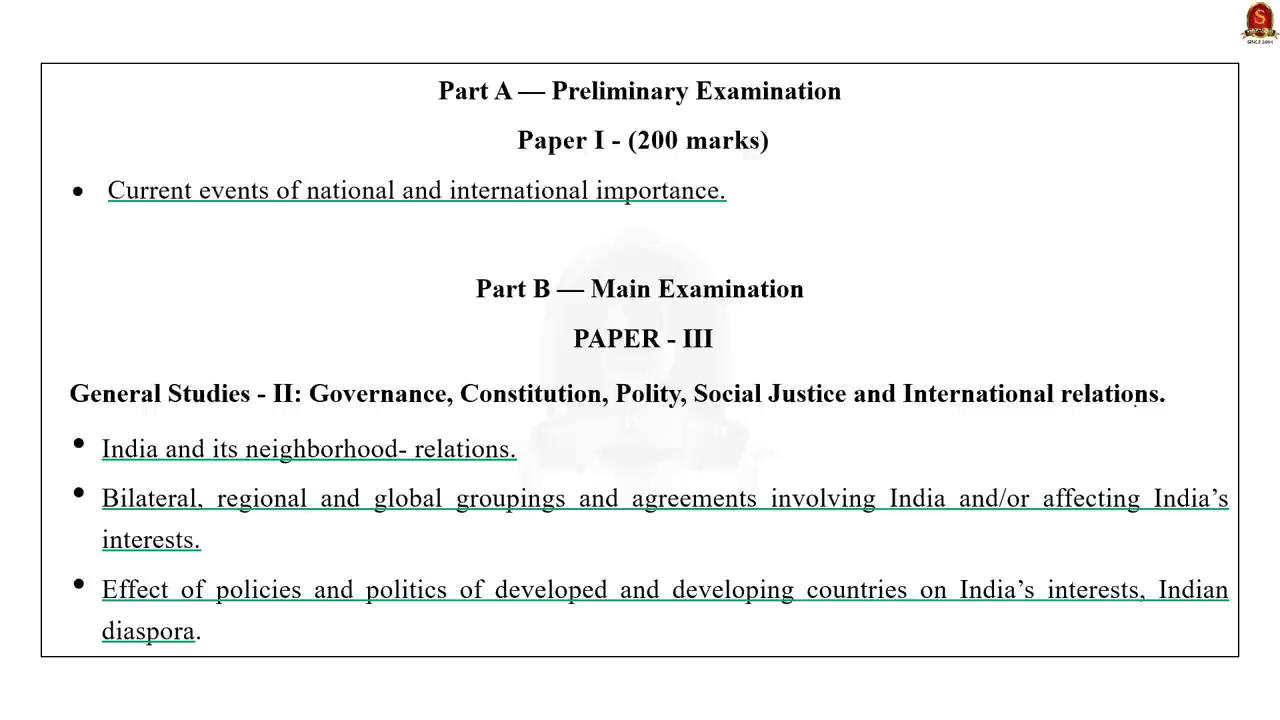 Part A — Preliminary Examination
Paper I - (200 marks)
• Current events of national and international importance.
Part B — Main Examination
PAPER - III
General Studies - II: Governance, Constitution, Polity, Social Justice and International relations.
• India and its neighborhood- relations.
• Bilateral, regional and global groupings and agreements involving India and/or affecting India’s
interests.
• Effect of policies and politics of developed and developing countries on India’s interests, Indian
diaspora.